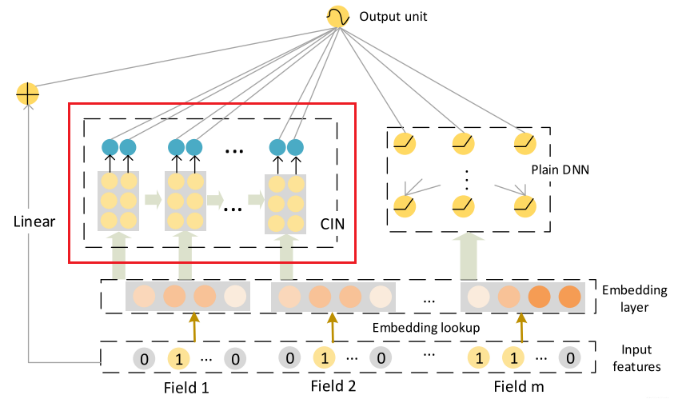 Output unit
Plain DNN
...
Linear
...
CIN
Embedding
layer
...
Embedding lookup
0 1 ... 0 0 1 ... 0 ... 1 1 ... 0
Input
features
Field 1 Field 2 Field m